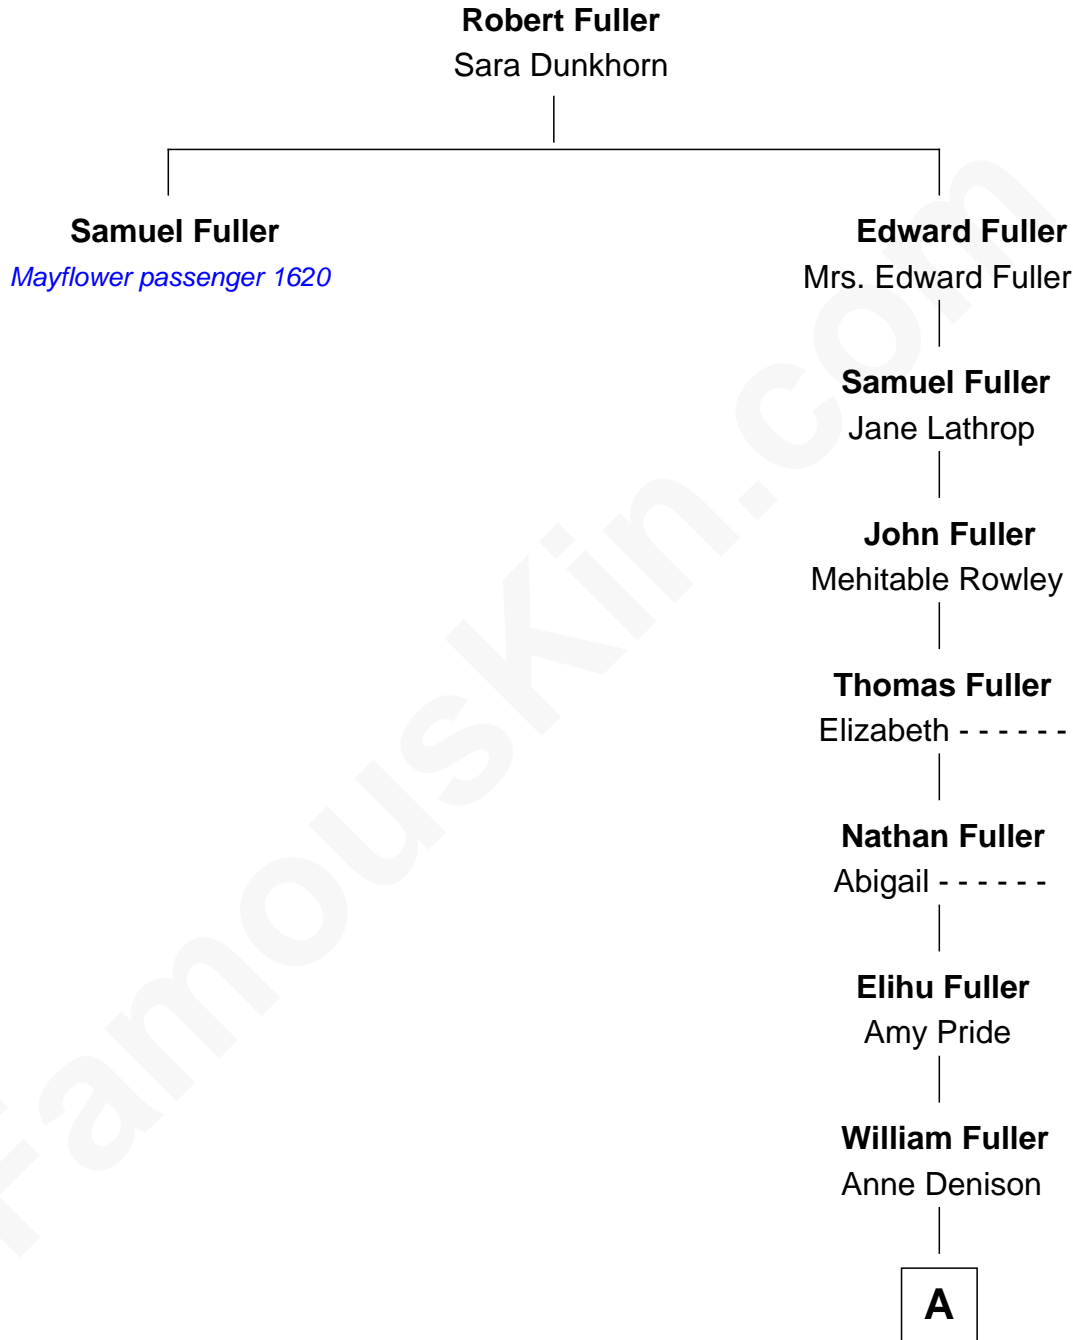 Robert Fuller
Sara Dunkhorn
Samuel Fuller
Mayflower passenger 1620
Edward Fuller
Mrs. Edward Fuller
Samuel Fuller
Jane Lathrop
John Fuller
Mehitable Rowley
Thomas Fuller
Elizabeth - - - - - -
Nathan Fuller
Abigail - - - - - -
Elihu Fuller
Amy Pride
William Fuller
Anne Denison
A
FamousKin.com